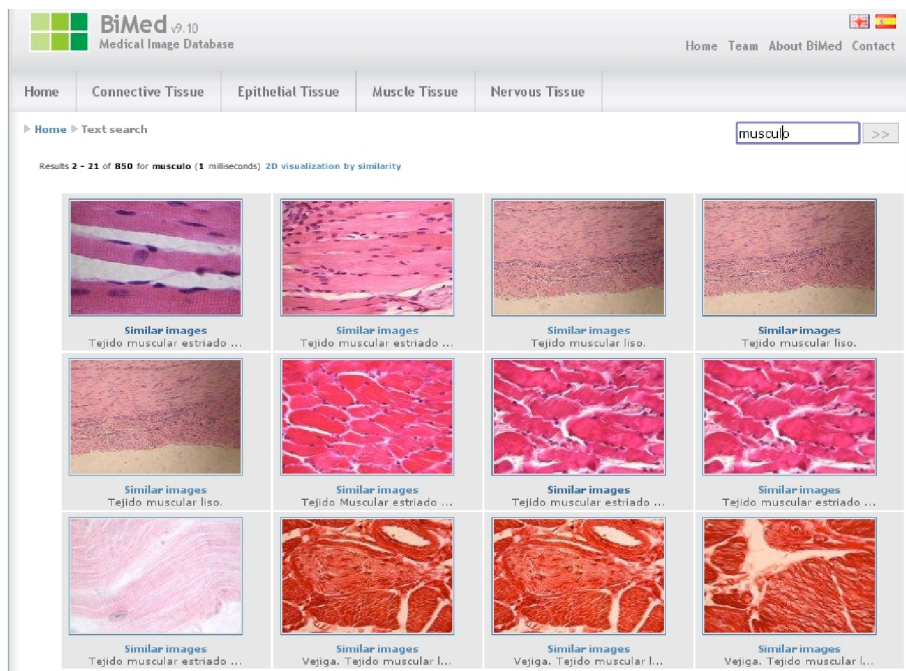 BiMed v9.10
Medical Image Database
Home Team About BiMed Contact
Home Connective Tissue Epithelial Tissue Muscle Tissue Nervous Tissue
Home Text search
musculo >>
Results 2 - 21 of 850 for musculo (1 miliseconds) 2D visualization by similarity
Similar images Similar images Similar images Similar images
Tejido muscular estriado ... Tejido muscular estriado ... Tejido muscular liso. Tejido muscular liso.
Similar images Similar images Similar images Similar images
Tejido muscular liso. Tejido Muscular estriado ... Tejido muscular estriado ... Tejido muscular estriado ...
Similar images Similar images Similar images Similar images
Tejido muscular estriado ... Vejiga. Tejido muscular l... Vejiga. Tejido muscular l... Vejiga. Tejido muscular l...